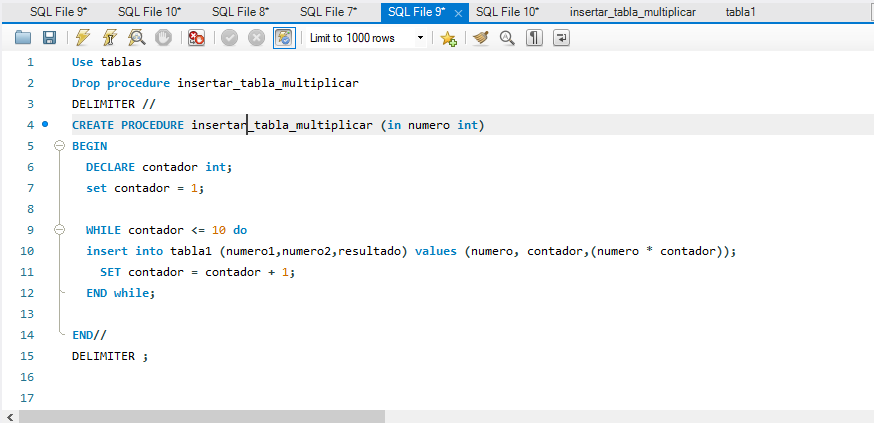 SQL File 9* SQL File 10* SQL File 8* SQL File 7* SQL File 9* SQL File 10* insertar_tabla_multiplicar tabla1
Limit to 1000 rows
1 Use tablas
2 Drop procedure insertar_tabla_multiplicar
3 DELIMITER //
4 CREATE PROCEDURE insertar_tabla_multiplicar (in numero int)
5 BEGIN
6 DECLARE contador int;
7 set contador = 1;
8
9 WHILE contador <= 10 do
10 insert into tabla1 (numero1,numero2,resultado) values (numero, contador,(numero * contador));
11 SET contador = contador + 1;
12 END while;
13
14 END//
15 DELIMITER ;
16
17